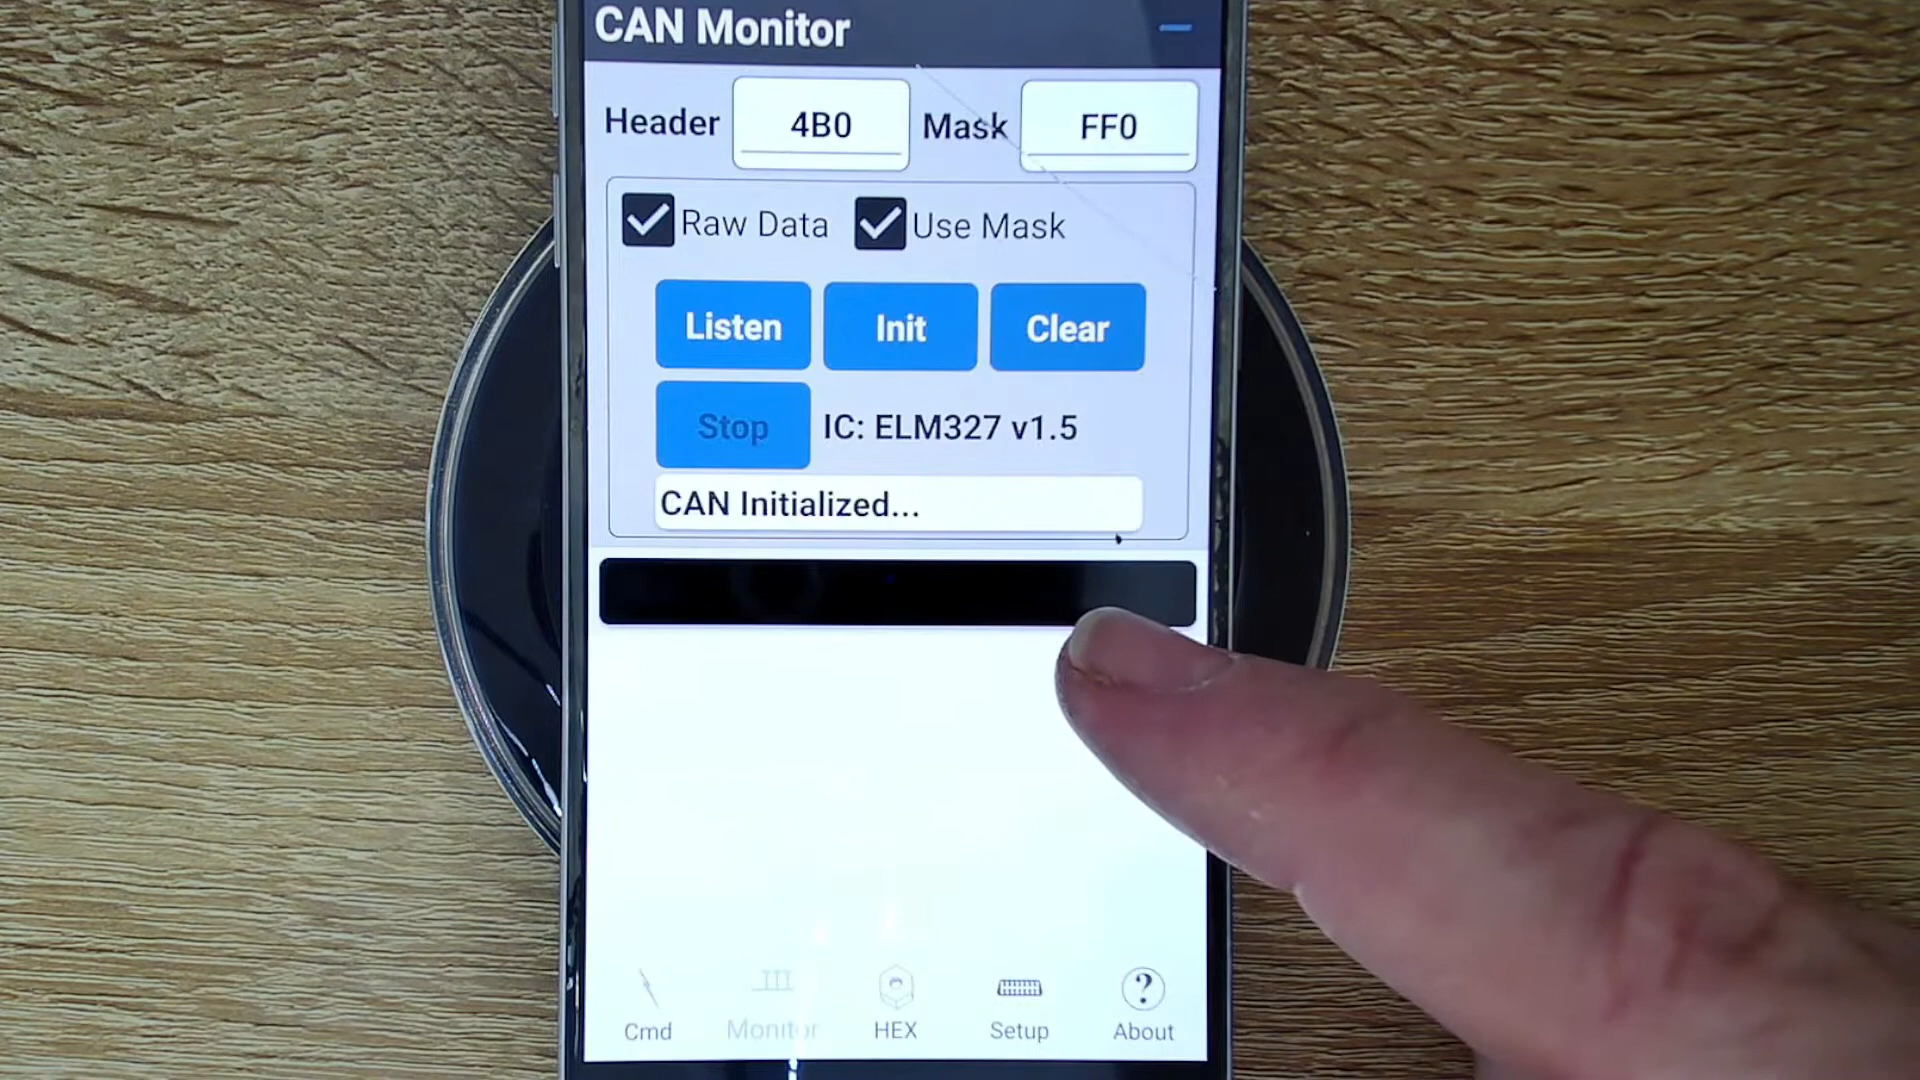 CAN Monitor
Header 4B0 Mask FF0
Raw Data Use Mask
Listen Init Clear
Stop IC: ELM327 v1.5
CAN Initialized...
Cmd Monitor HEX Setup About